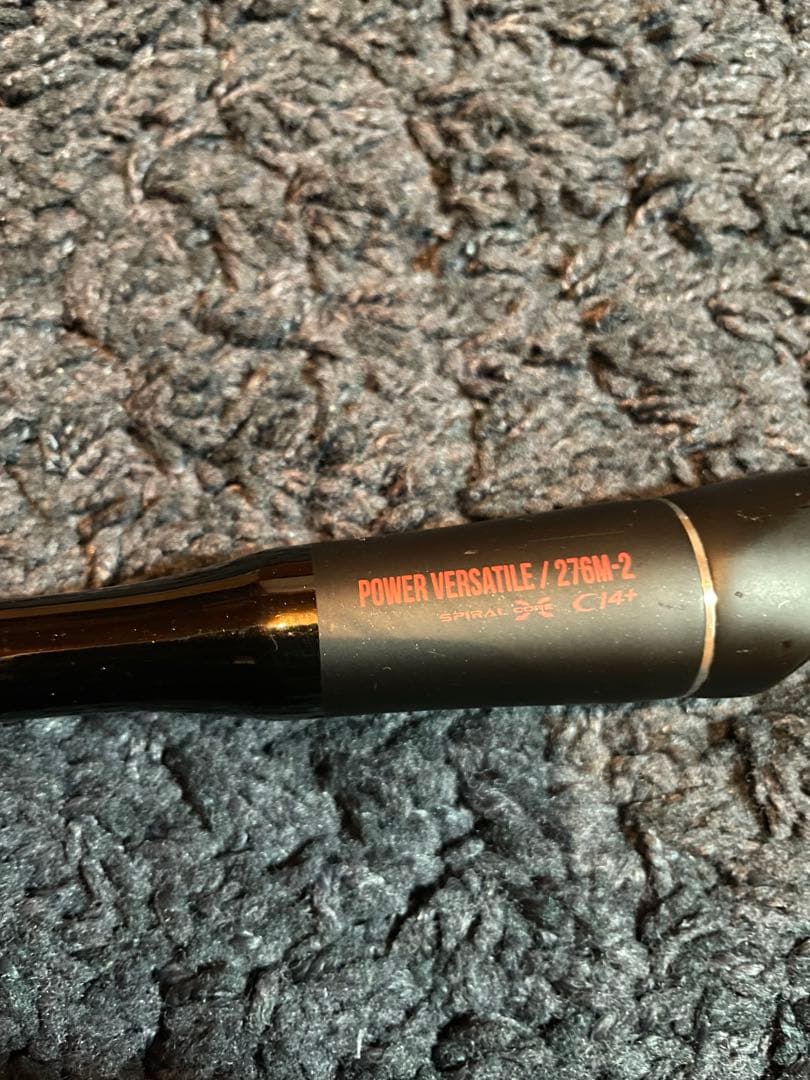 POWER VERSATILE / 276M-2
SPIRAL X CORE CI4+